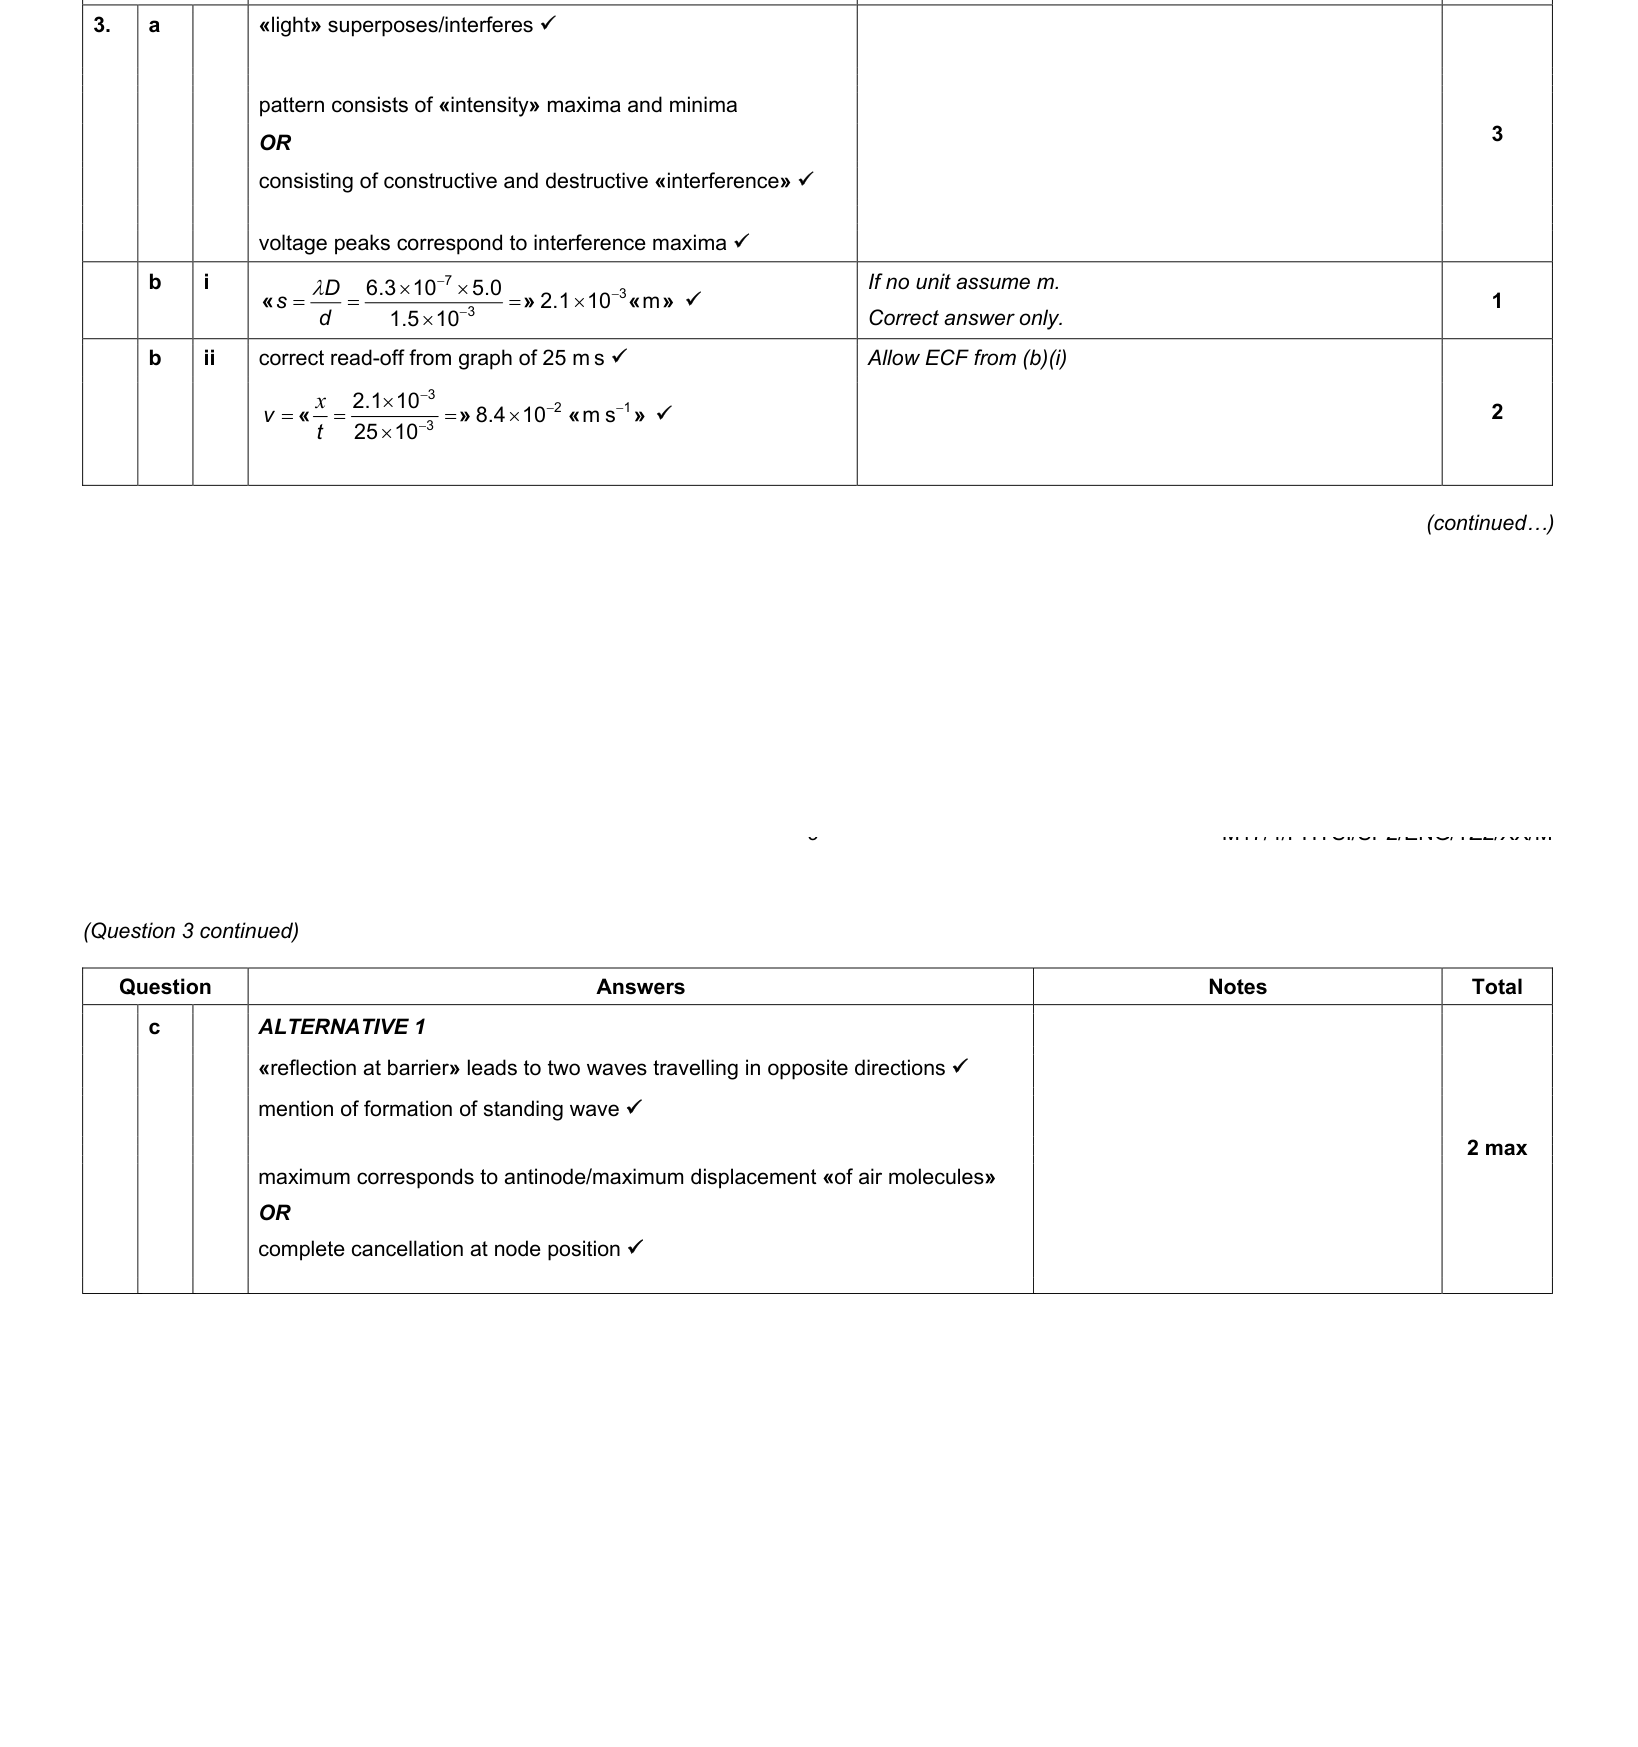 3. a «light» superposes/interferes ✓
pattern consists of «intensity» maxima and minima
OR
3
consisting of constructive and destructive «interference» ✓
voltage peaks correspond to interference maxima ✓
b i «s = λD/d = 6.3×10⁻⁷ ×5.0/1.5×10⁻³ =» 2.1×10⁻³ «m» ✓ If no unit assume m. 1
Correct answer only.
b ii correct read-off from graph of 25 m s ✓ Allow ECF from (b)(i)
v = «x/t = 2.1×10⁻³/25×10⁻³ =» 8.4×10⁻² «m s⁻¹» ✓ 2
(continued…)
(Question 3 continued)
Question Answers Notes Total
c ALTERNATIVE 1
«reflection at barrier» leads to two waves travelling in opposite directions ✓
mention of formation of standing wave ✓
2 max
maximum corresponds to antinode/maximum displacement «of air molecules»
OR
complete cancellation at node position ✓